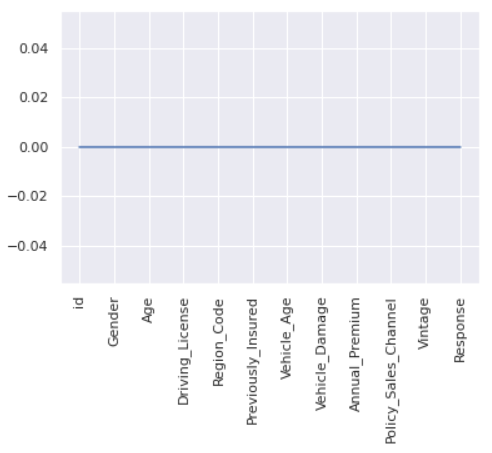 0.04
0.02
0.00
−0.02
−0.04
id
Gender
Age
Driving_License
Region_Code
Previously_Insured
Vehicle_Age
Vehicle_Damage
Annual_Premium
Policy_Sales_Channel
Vintage
Response